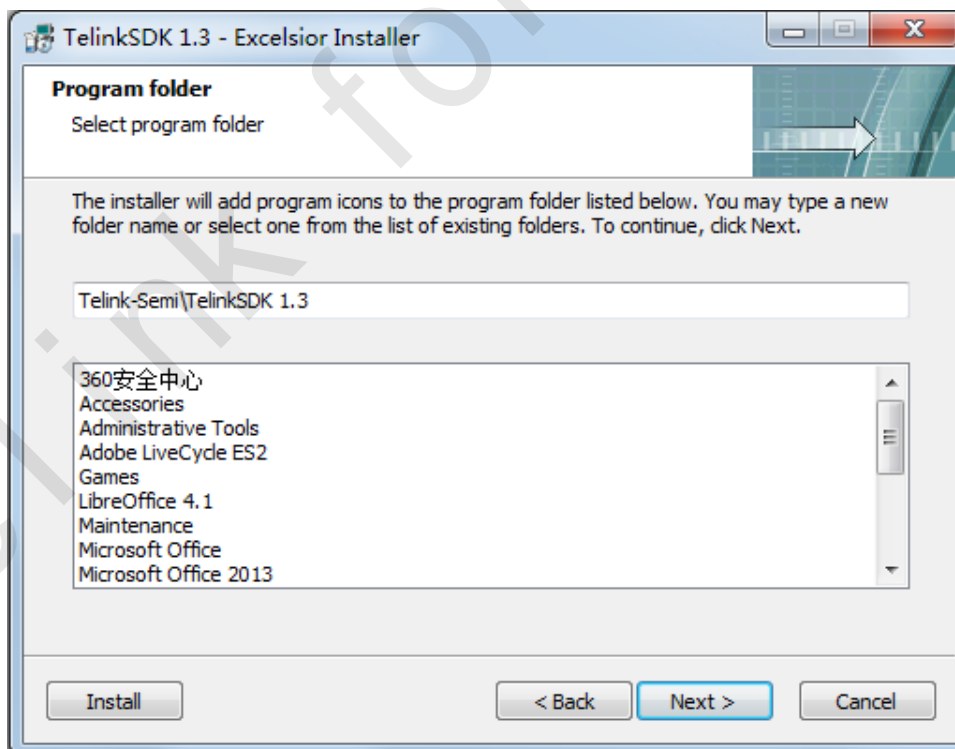 TelinkSDK 1.3 - Excelsior Installer
Program folder
Select program folder
The installer will add program icons to the program folder listed below. You may type a new
folder name or select one from the list of existing folders. To continue, click Next.
Telink-Semi\TelinkSDK 1.3
360安全中心
Accessories
Administrative Tools
Adobe LiveCycle ES2
Games
LibreOffice 4.1
Maintenance
Microsoft Office
Microsoft Office 2013
Install
< Back
Next >
Cancel